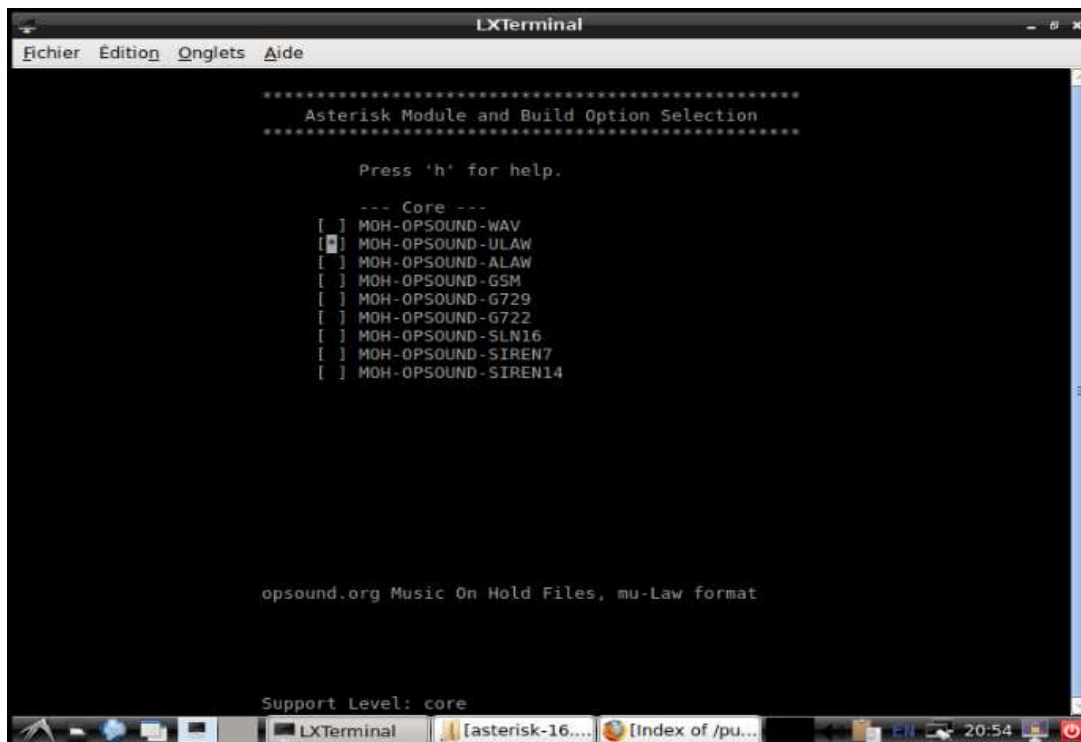 LXTerminal
Fichier Édition Onglets Aide
**************************************************
Asterisk Module and Build Option Selection
**************************************************
Press 'h' for help.
--- Core ---
[ ] MOH-OPSOUND-WAV
[*] MOH-OPSOUND-ULAW
[ ] MOH-OPSOUND-ALAW
[ ] MOH-OPSOUND-GSM
[ ] MOH-OPSOUND-G729
[ ] MOH-OPSOUND-G722
[ ] MOH-OPSOUND-SLN16
[ ] MOH-OPSOUND-SIREN7
[ ] MOH-OPSOUND-SIREN14
opsound.org Music On Hold Files, mu-Law format
Support Level: core
LXTerminal [asterisk-16.... [Index of /pu... EN 20:54